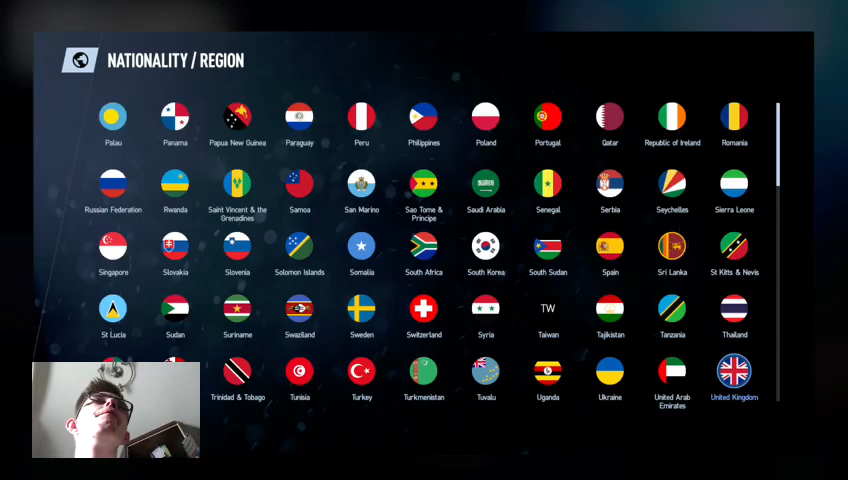 NATIONALITY / REGION
Palau
Panama
Papua New Guinea
Paraguay
Peru
Philippines
Poland
Portugal
Qatar
Republic of Ireland
Romania
Russian Federation
Rwanda
Saint Vincent & the
Grenadines
Samoa
San Marino
Sao Tome &
Principe
Saudi Arabia
Senegal
Serbia
Seychelles
Sierra Leone
Singapore
Slovakia
Slovenia
Solomon Islands
Somalia
South Africa
South Korea
South Sudan
Spain
Sri Lanka
St Kitts & Nevis
TW
St Lucia
Sudan
Suriname
Swaziland
Sweden
Switzerland
Syria
Taiwan
Tajikistan
Tanzania
Thailand
Trinidad & Tobago
Tunisia
Turkey
Turkmenistan
Tuvalu
Uganda
Ukraine
United Arab
Emirates
United Kingdom